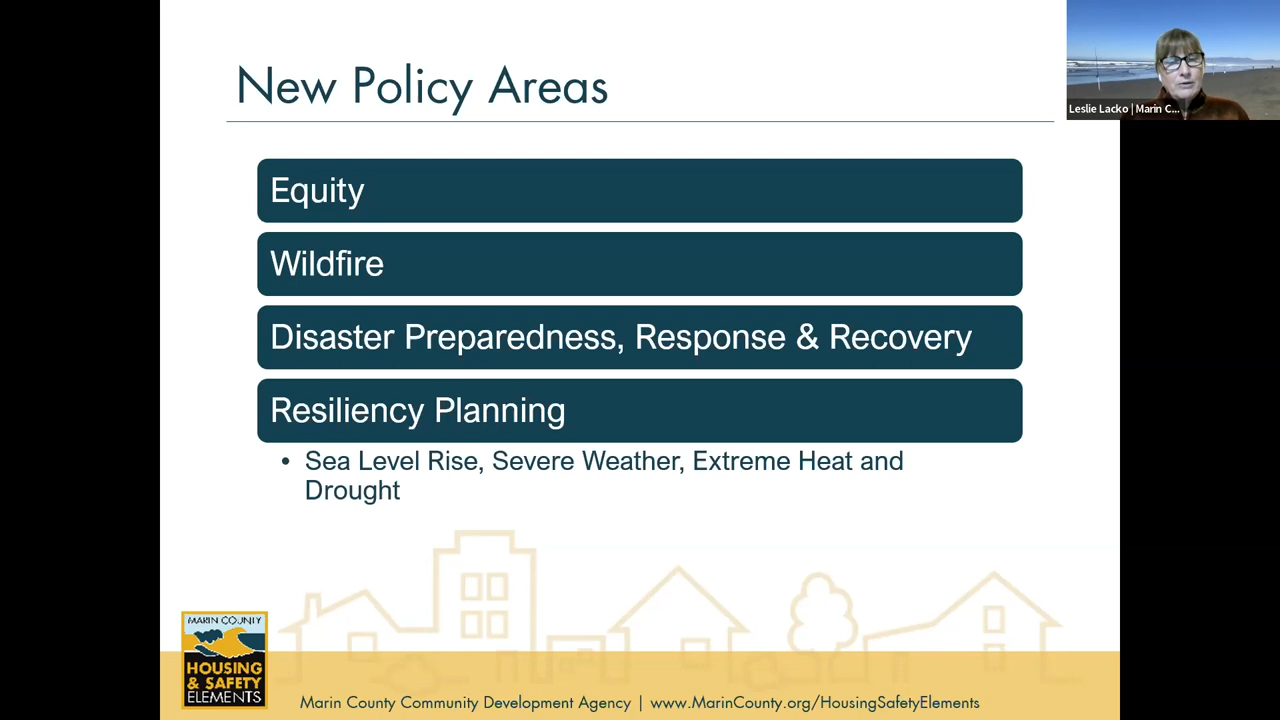 New Policy Areas
Leslie Lacko | Marin C...
Equity
Wildfire
Disaster Preparedness, Response & Recovery
Resiliency Planning
• Sea Level Rise, Severe Weather, Extreme Heat and
Drought
MARIN COUNTY
HOUSING
& SAFETY
ELEMENTS
Marin County Community Development Agency | www.MarinCounty.org/HousingSafetyElements